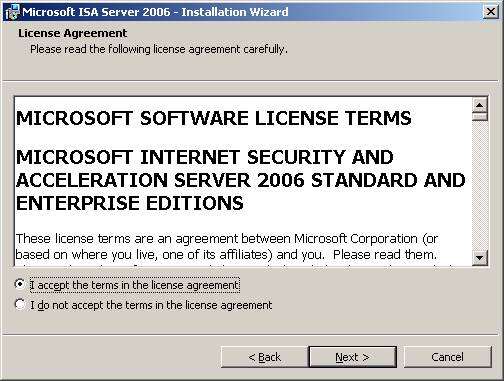 Microsoft ISA Server 2006 - Installation Wizard
License Agreement
Please read the following license agreement carefully.
MICROSOFT SOFTWARE LICENSE TERMS
MICROSOFT INTERNET SECURITY AND
ACCELERATION SERVER 2006 STANDARD AND
ENTERPRISE EDITIONS
These license terms are an agreement between Microsoft Corporation (or
based on where you live, one of its affiliates) and you. Please read them.
I accept the terms in the license agreement
I do not accept the terms in the license agreement
< Back Next > Cancel